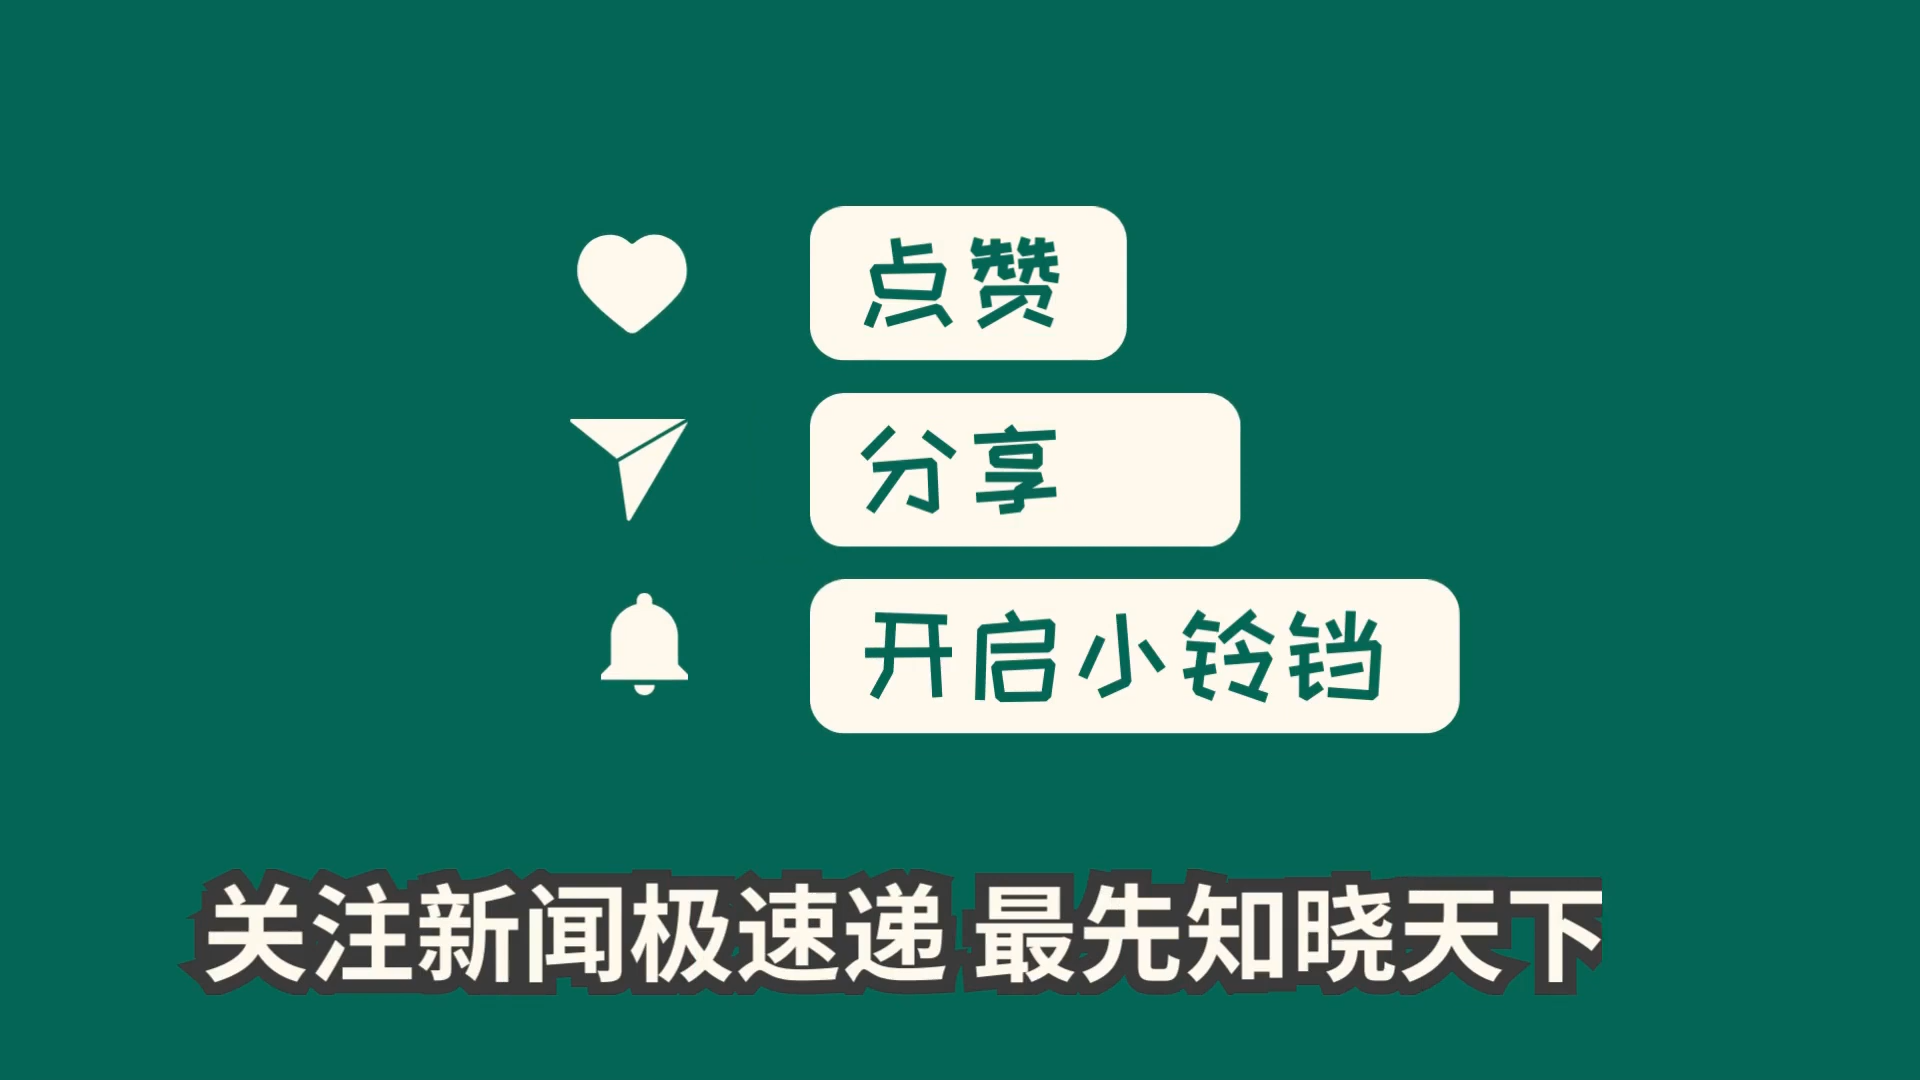 点赞
分享
开启小铃铛
关注新闻极速递 最先知晓天下